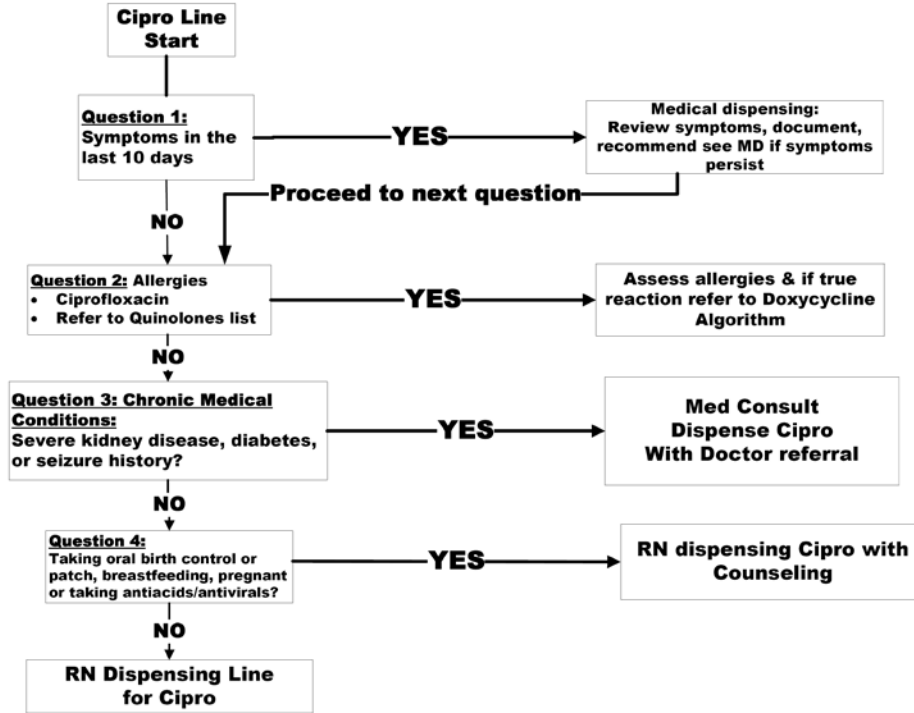 Cipro Line
Start
Question 1:
Symptoms in the
last 10 days
YES
Medical dispensing:
Review symptoms, document,
recommend see MD if symptoms
persist
Proceed to next question
NO
Question 2: Allergies
• Ciprofloxacin
• Refer to Quinolones list
YES
Assess allergies & if true
reaction refer to Doxycycline
Algorithm
NO
Question 3: Chronic Medical
Conditions:
Severe kidney disease, diabetes,
or seizure history?
YES
Med Consult
Dispense Cipro
With Doctor referral
NO
Question 4:
Taking oral birth control or
patch, breastfeeding, pregnant
or taking antiacids/antivirals?
YES
RN dispensing Cipro with
Counseling
NO
RN Dispensing Line
for Cipro